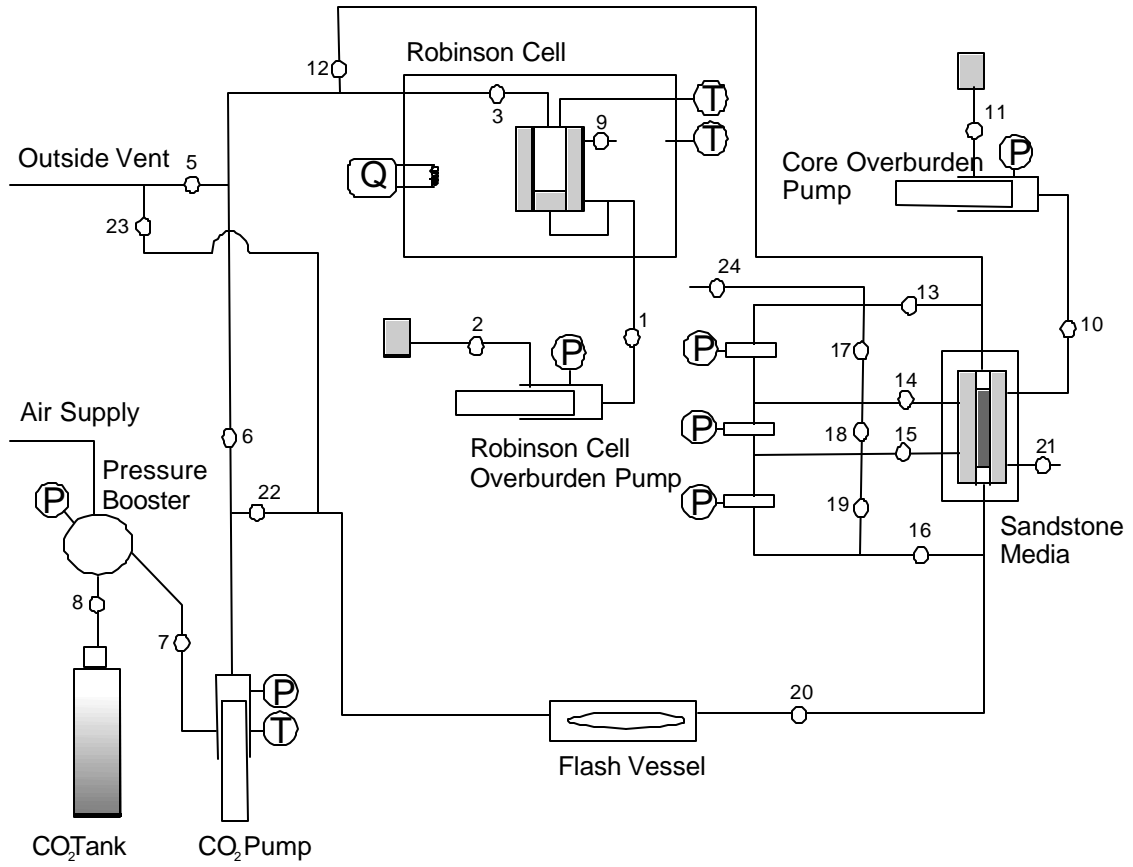 Robinson Cell
12
3
T
9
T
11
P
Core Overburden
Pump
Outside Vent
5
Q
23
24
13
2
P
1
10
P
17
14
Air Supply
6
Robinson Cell
Overburden Pump
P
18
15
21
Pressure
Booster
P
22
P
19
16
Sandstone
Media
8
7
P
T
20
Flash Vessel
CO₂Tank
CO₂Pump